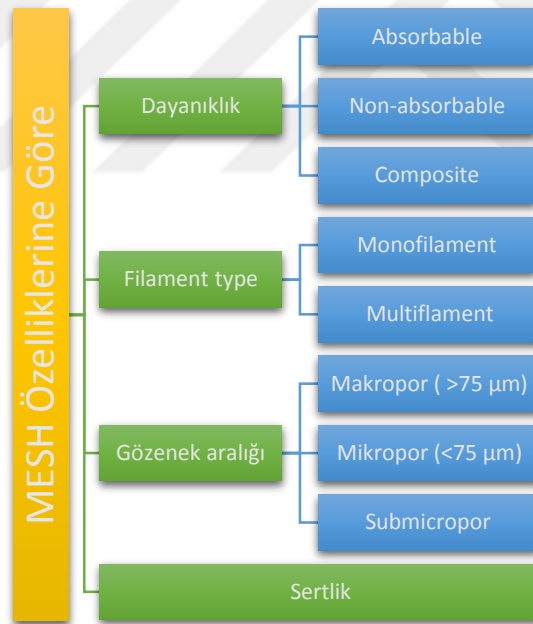 MESH Özelliklerine Göre
Dayanıklık
Absorbable
Non-absorbable
Composite
Filament type
Monofilament
Multiflament
Gözenek aralığı
Makropor ( >75 µm)
Mikropor (<75 µm)
Submicropor
Sertlik